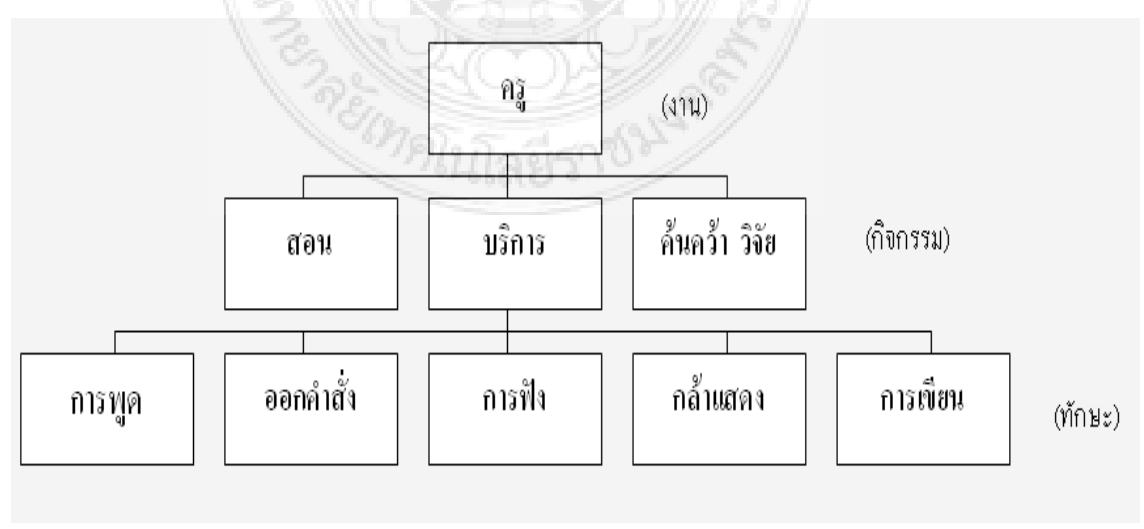 ครู
(งาน)
สอน
บริการ
ค้นคว้า วิจัย
(กิจกรรม)
การพูด
ออกคำสั่ง
การฟัง
กล้าแสดง
การเขียน
(ทักษะ)